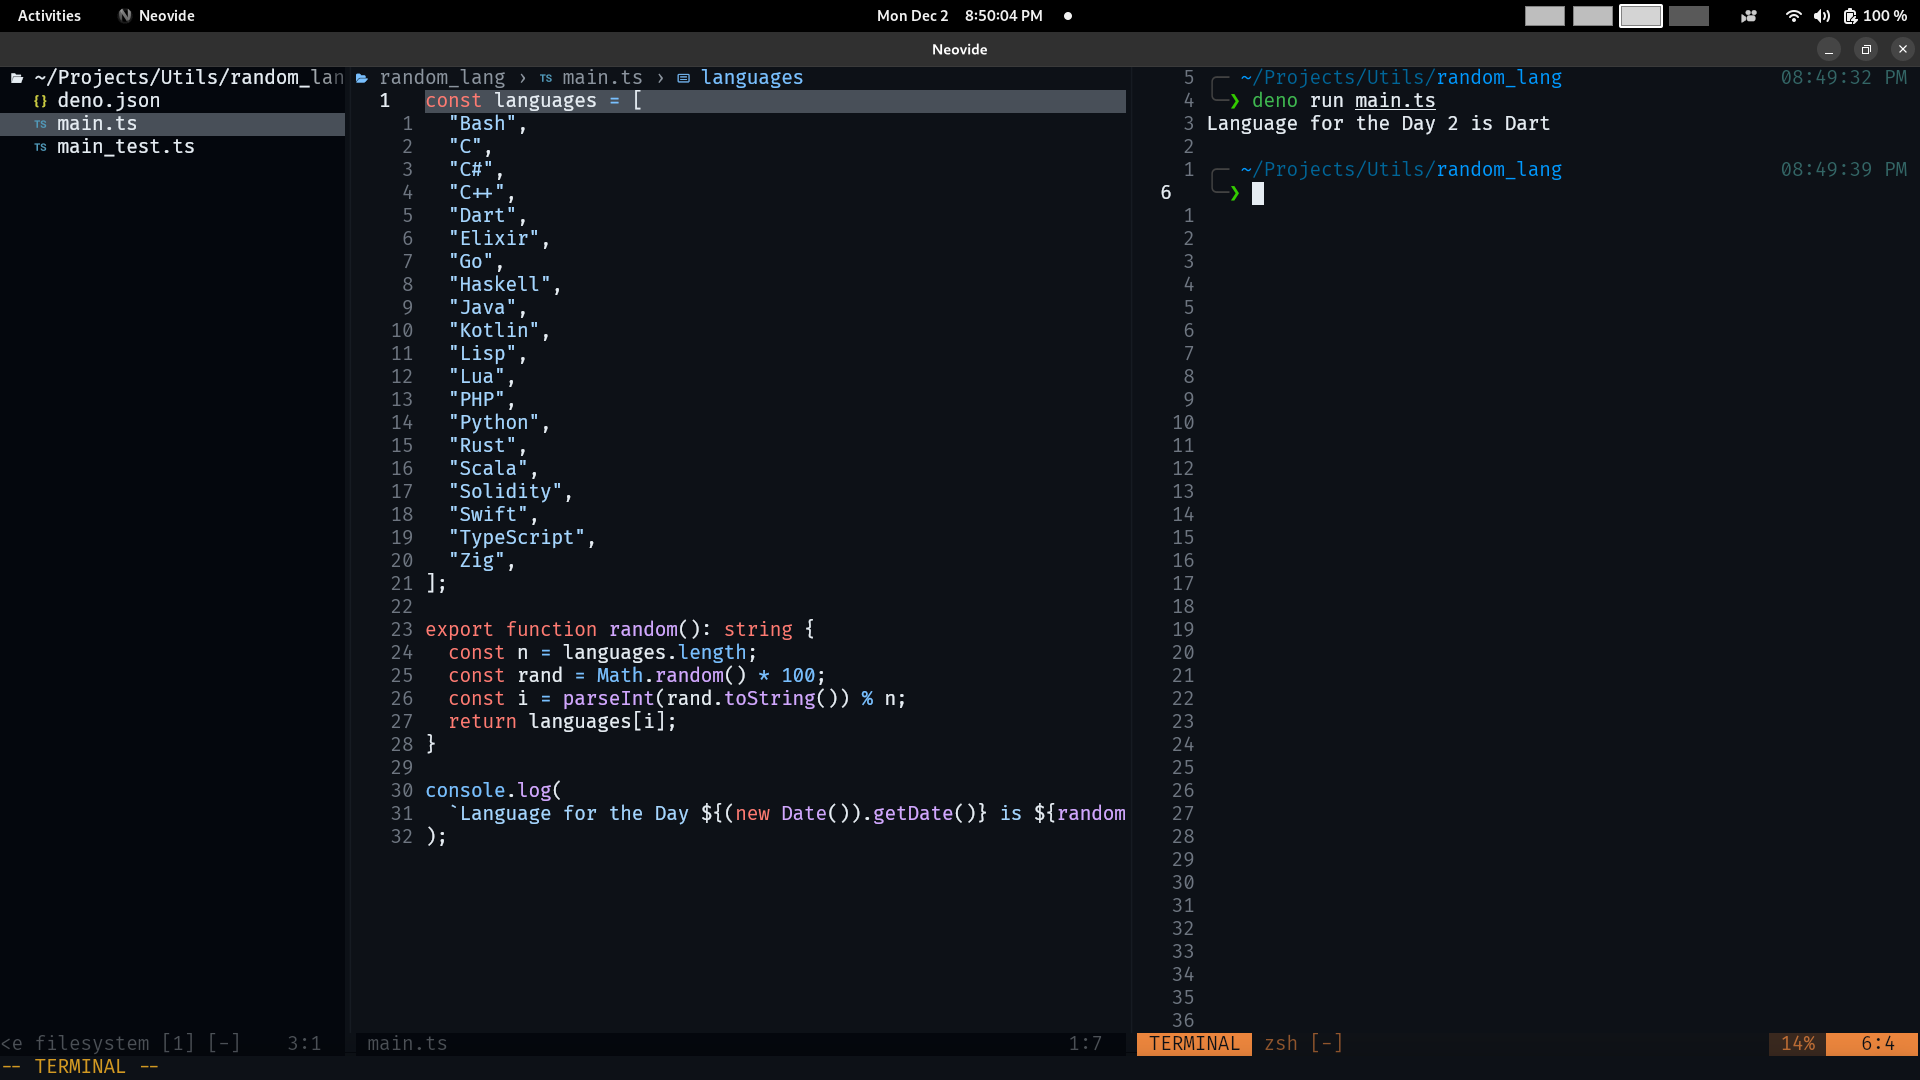 Activities Neovide Mon Dec 2 8:50:04 PM 100 %
Neovide
~/Projects/Utils/random_lan
{} deno.json
TS main.ts
TS main_test.ts
<e filesystem [1] [-] 3:1
random_lang › TS main.ts › languages
1 const languages = [
1 "Bash",
2 "C",
3 "C#",
4 "C++",
5 "Dart",
6 "Elixir",
7 "Go",
8 "Haskell",
9 "Java",
10 "Kotlin",
11 "Lisp",
12 "Lua",
13 "PHP",
14 "Python",
15 "Rust",
16 "Scala",
17 "Solidity",
18 "Swift",
19 "TypeScript",
20 "Zig",
21 ];
22
23 export function random(): string {
24 const n = languages.length;
25 const rand = Math.random() * 100;
26 const i = parseInt(rand.toString()) % n;
27 return languages[i];
28 }
29
30 console.log(
31 `Language for the Day ${(new Date()).getDate()} is ${random
32 );
main.ts 1:7
5 ~/Projects/Utils/random_lang 08:49:32 PM
4 ❯ deno run main.ts
3 Language for the Day 2 is Dart
2
1 ~/Projects/Utils/random_lang 08:49:39 PM
6 ❯
1
2
3
4
5
6
7
8
9
10
11
12
13
14
15
16
17
18
19
20
21
22
23
24
25
26
27
28
29
30
31
32
33
34
35
36
TERMINAL zsh [-] 14% 6:4
-- TERMINAL --